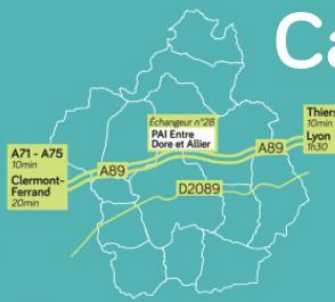 Ca
Échangeur n°28
PAI Entre
Dore et Allier
Thiers
10min
Lyon
1h30
A71 - A75
10min
Clermont-
Ferrand
20min
A89
A89
D2089